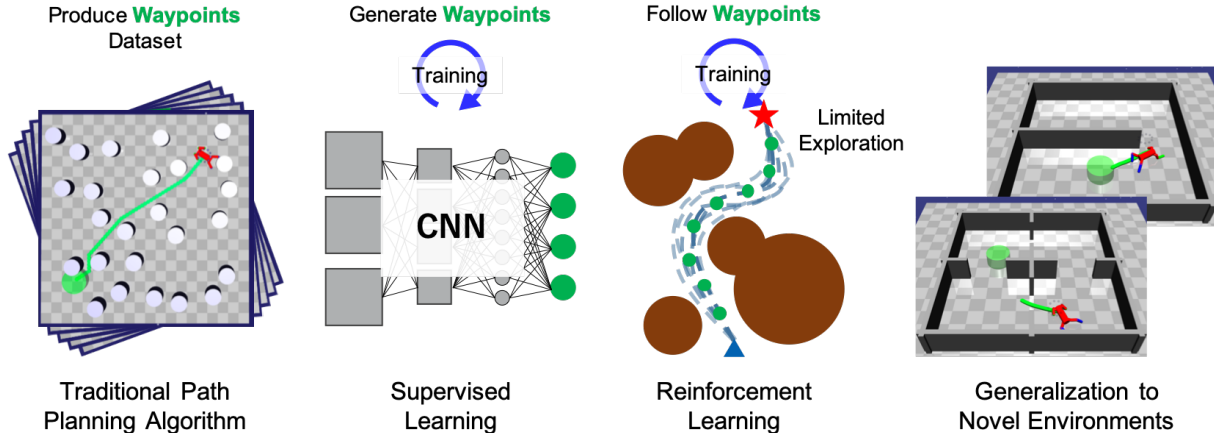 Produce Waypoints
Dataset
Traditional Path
Planning Algorithm
Generate Waypoints
Training
CNN
Supervised
Learning
Follow Waypoints
Training
Limited
Exploration
Reinforcement
Learning
Generalization to
Novel Environments